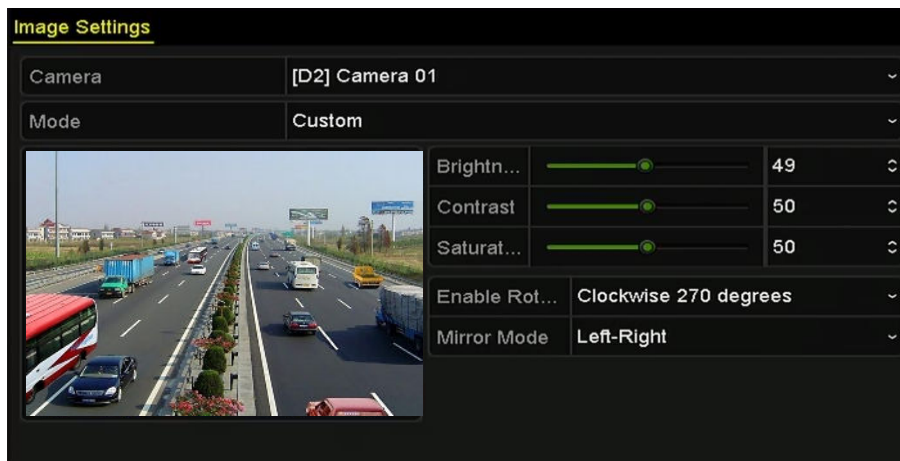 Image Settings
Camera [D2] Camera 01
Mode Custom
Brightn... 49
Contrast 50
Saturat... 50
Enable Rot... Clockwise 270 degrees
Mirror Mode Left-Right